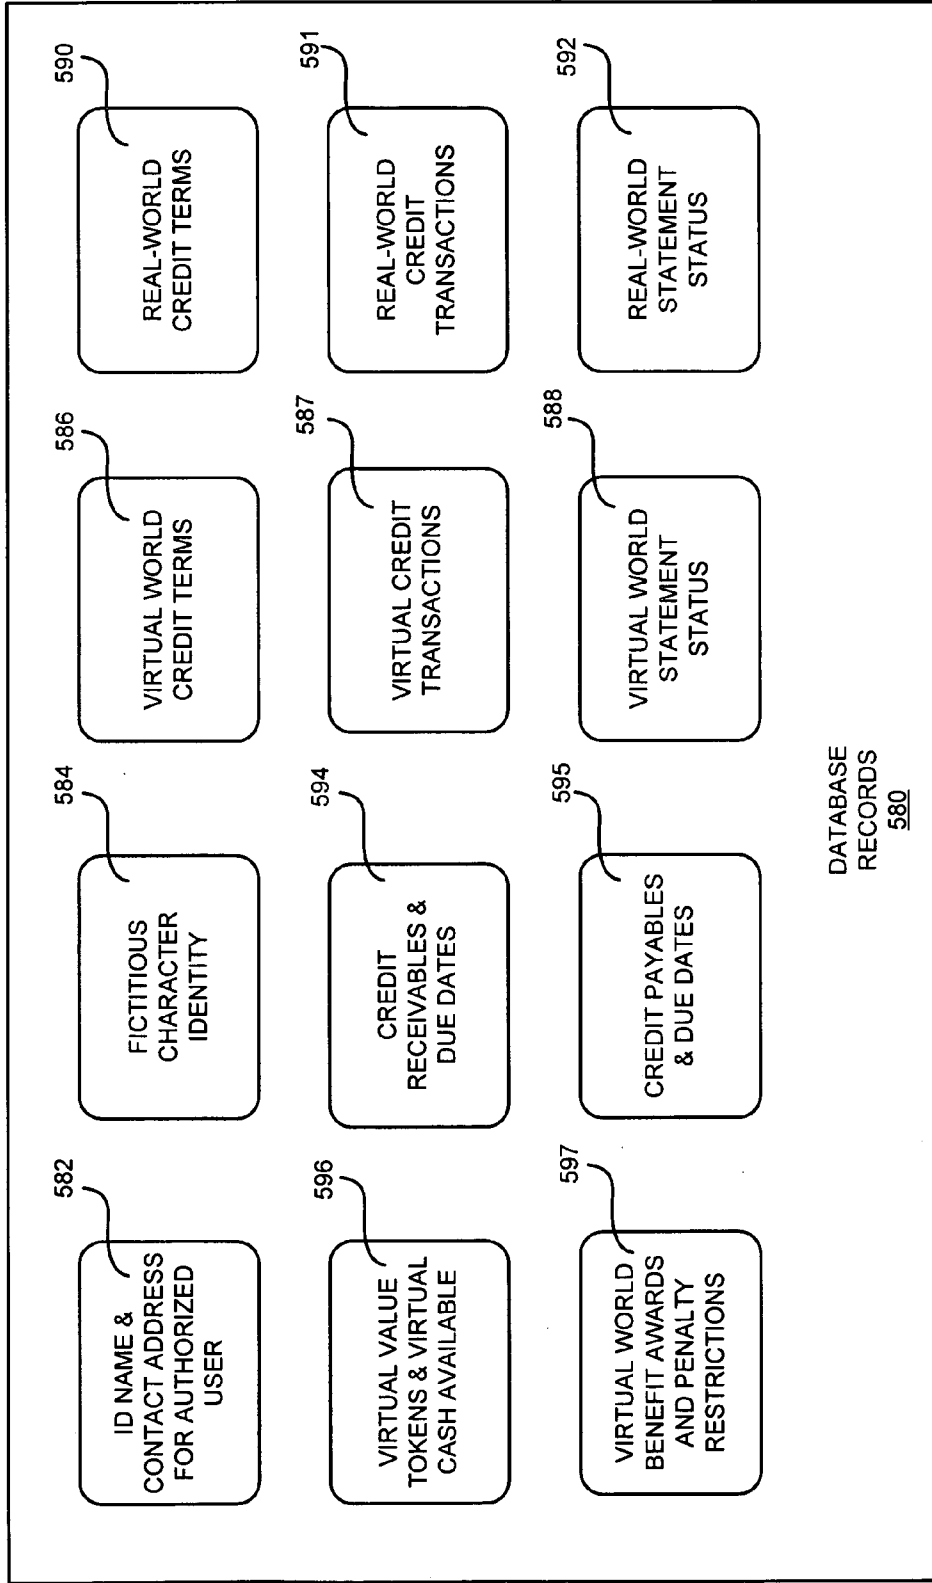 582
ID NAME &
CONTACT ADDRESS
FOR AUTHORIZED
USER
584
FICTITIOUS
CHARACTER
IDENTITY
586
VIRTUAL WORLD
CREDIT TERMS
590
REAL-WORLD
CREDIT TERMS
596
VIRTUAL VALUE
TOKENS & VIRTUAL
CASH AVAILABLE
594
CREDIT
RECEIVABLES &
DUE DATES
587
VIRTUAL CREDIT
TRANSACTIONS
591
REAL-WORLD
CREDIT
TRANSACTIONS
597
VIRTUAL WORLD
BENEFIT AWARDS
AND PENALTY
RESTRICTIONS
595
CREDIT PAYABLES
& DUE DATES
588
VIRTUAL WORLD
STATEMENT
STATUS
592
REAL-WORLD
STATEMENT
STATUS
DATABASE
RECORDS
580